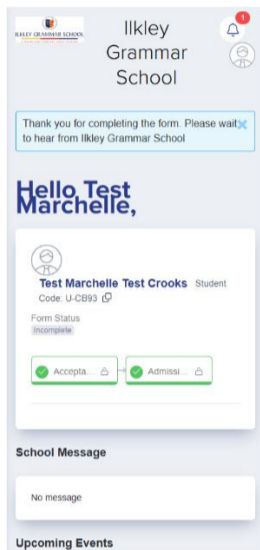 ILKLEY GRAMMAR SCHOOL
Ilkley
Grammar
School
1
Thank you for completing the form. Please wait
to hear from Ilkley Grammar School
Hello Test
Marchelle,
Test Marchelle Test Crooks Student
Code: U-CB93
Form Status
Incomplete
Accepta...
Admissi...
School Message
No message
Upcoming Events